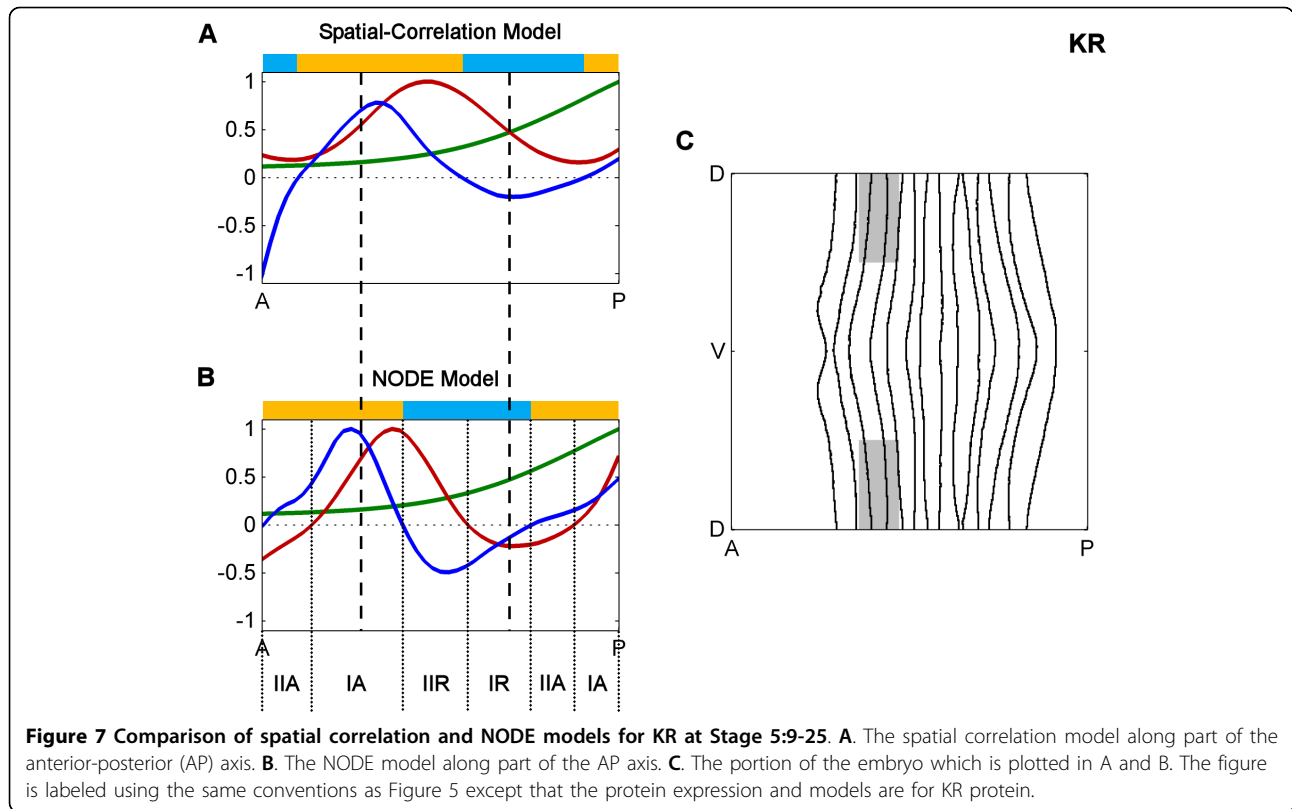 A
Spatial-Correlation Model
KR
1
0.5
0
-0.5
-1
A
P
B
NODE Model
1
0.5
0
-0.5
-1
A
P
IIA
IA
IIR
IR
IIA
IA
C
D
V
D
A
P
Figure 7 Comparison of spatial correlation and NODE models for KR at Stage 5:9-25. A. The spatial correlation model along part of the
anterior-posterior (AP) axis. B. The NODE model along part of the AP axis. C. The portion of the embryo which is plotted in A and B. The figure
is labeled using the same conventions as Figure 5 except that the protein expression and models are for KR protein.